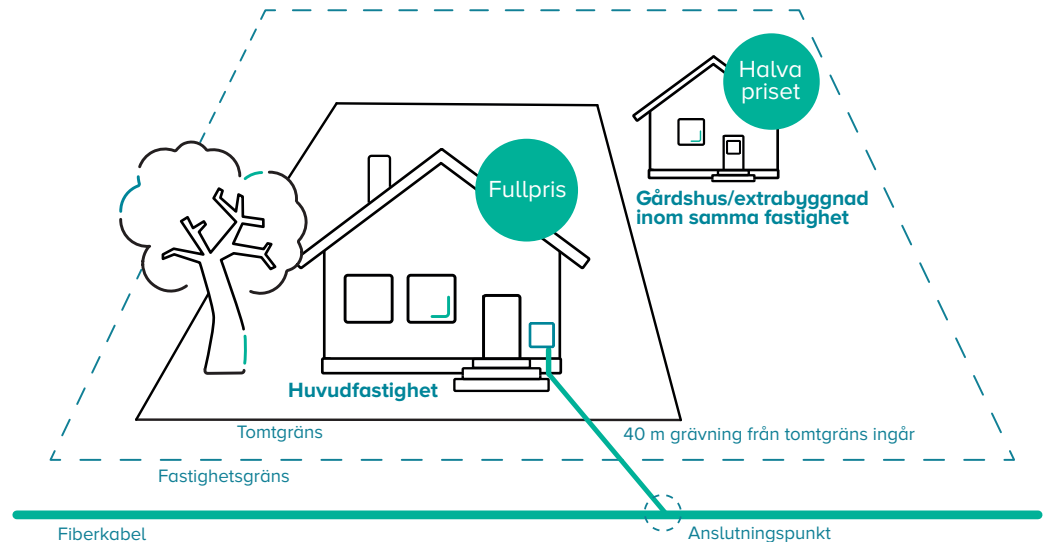 Halva
priset
Fullpris
Gårdshus/extrabyggnad
inom samma fastighet
Huvudfastighet
Tomtgräns
40 m grävning från tomtgräns ingår
Fastighetsgräns
Fiberkabel
Anslutningspunkt